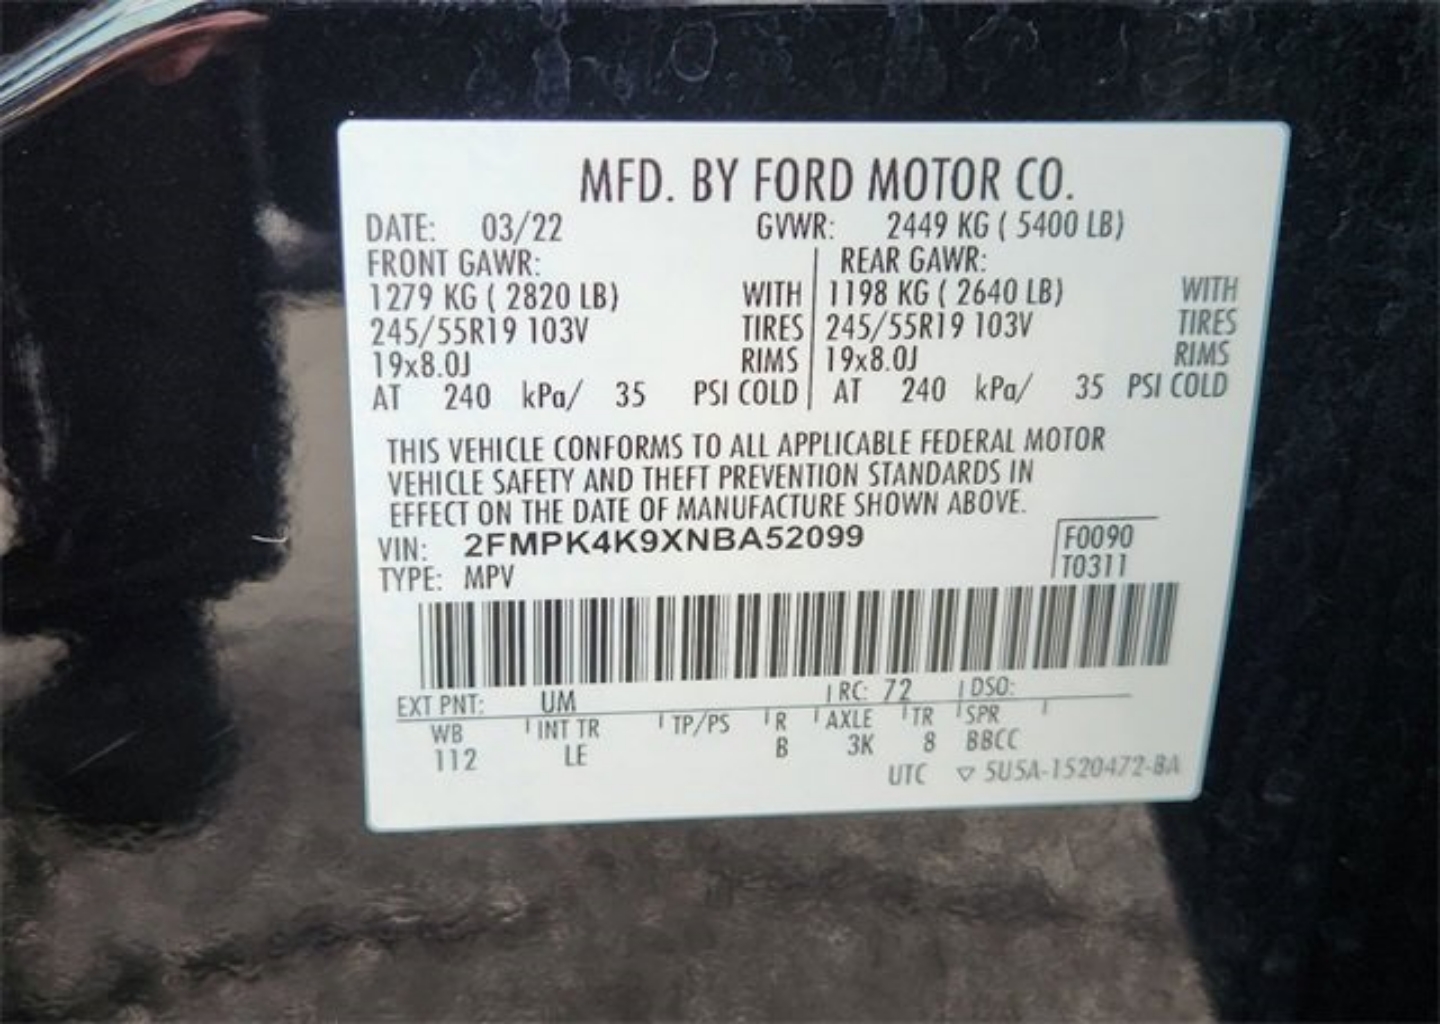 MFD. BY FORD MOTOR CO.
DATE: 03/22 GVWR: 2449 KG ( 5400 LB)
FRONT GAWR: REAR GAWR:
1279 KG ( 2820 LB) WITH 1198 KG ( 2640 LB) WITH
245/55R19 103V TIRES 245/55R19 103V TIRES
19x8.0J RIMS 19x8.0J RIMS
AT 240 kPa/ 35 PSI COLD AT 240 kPa/ 35 PSI COLD
THIS VEHICLE CONFORMS TO ALL APPLICABLE FEDERAL MOTOR
VEHICLE SAFETY AND THEFT PREVENTION STANDARDS IN
EFFECT ON THE DATE OF MANUFACTURE SHOWN ABOVE.
VIN: 2FMPK4K9XNBA52099 F0090
TYPE: MPV T0311
EXT PNT: UM RC: 72 DSO:
WB INT TR TP/PS R AXLE TR SPR
112 LE B 3K 8 BBCC
UTC ▽ 5U5A-1520472-BA